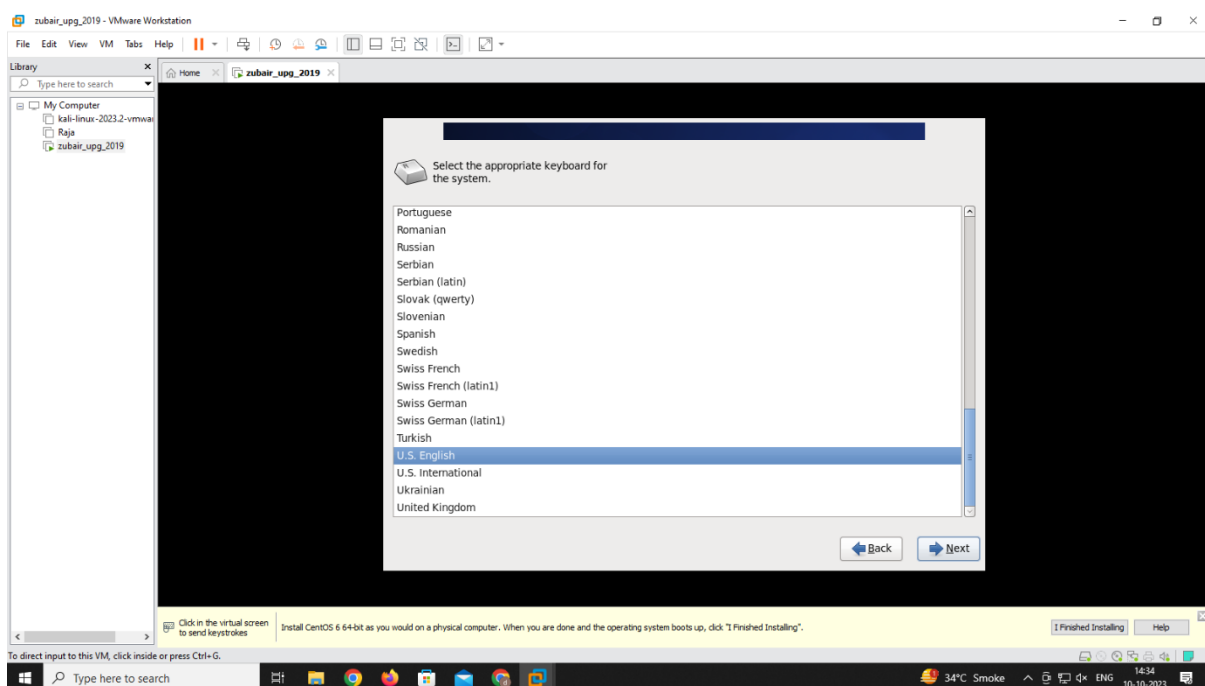 zubair_upg_2019 - VMware Workstation
File Edit View VM Tabs Help
Library
Type here to search
Home
zubair_upg_2019
My Computer
kali-linux-2023.2-vmwar
Raja
zubair_upg_2019
Select the appropriate keyboard for
the system.
Portuguese
Romanian
Russian
Serbian
Serbian (latin)
Slovak (qwerty)
Slovenian
Spanish
Swedish
Swiss French
Swiss French (latin1)
Swiss German
Swiss German (latin1)
Turkish
U.S. English
U.S. International
Ukrainian
United Kingdom
Back Next
Click in the virtual screen
to send keystrokes
Install CentOS 6 64-bit as you would on a physical computer. When you are done and the operating system boots up, click "I Finished Installing".
I Finished Installing Help
To direct input to this VM, click inside or press Ctrl+G.
Type here to search
34°C Smoke
ENG
14:34
10-10-2023